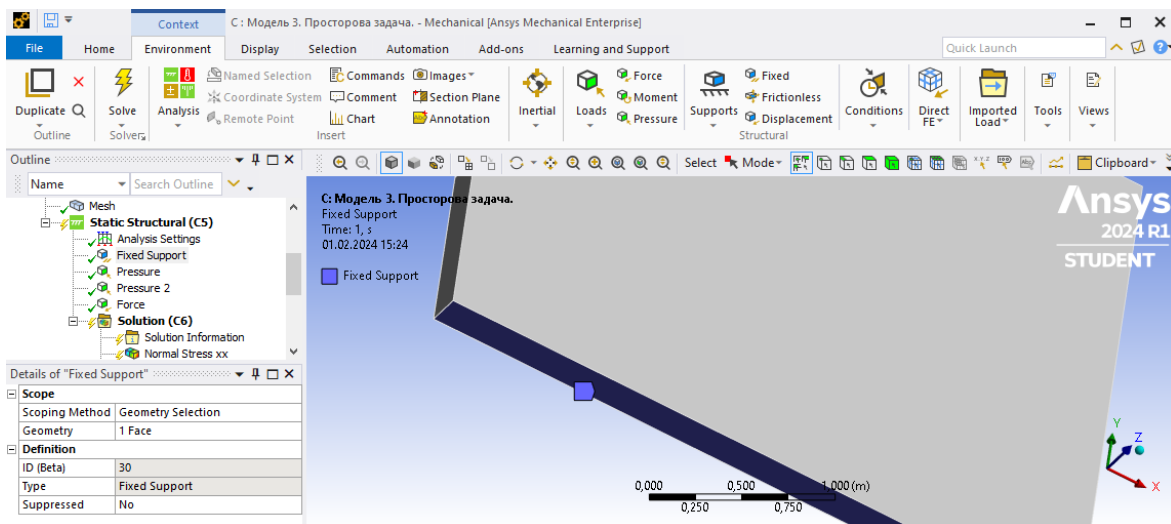 Context
C : Модель 3. Просторова задача. - Mechanical [Ansys Mechanical Enterprise]
File Home Environment Display Selection Automation Add-ons Learning and Support Quick Launch
Duplicate
Outline
Solve
Solver
Analysis
Named Selection
Coordinate System
Remote Point
Commands
Comment
Chart
Images
Section Plane
Annotation
Insert
Inertial
Loads
Force
Moment
Pressure
Supports
Fixed
Frictionless
Displacement
Structural
Conditions
Direct FE
Imported Load
Tools
Views
Outline
Select Mode Clipboard
Name Search Outline
Mesh
Static Structural (C5)
Analysis Settings
Fixed Support
Pressure
Pressure 2
Force
Solution (C6)
Solution Information
Normal Stress xx
Details of "Fixed Support"
Scope
Scoping Method Geometry Selection
Geometry 1 Face
Definition
ID (Beta) 30
Type Fixed Support
Suppressed No
C: Модель 3. Просторова задача.
Fixed Support
Time: 1, s
01.02.2024 15:24
Fixed Support
Ansys
2024 R1
STUDENT
0,000 0,500 1,000 (m)
0,250 0,750
Y
Z
X